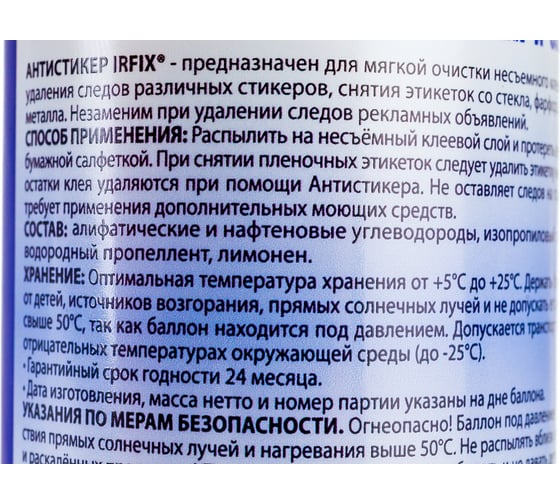 АНТИСТИКЕР IRFIX® - предназначен для мягкой очистки несъемного
удаления следов различных стикеров, снятия этикеток со стекла,
металла. Незаменим при удалении следов рекламных объявлений.
СПОСОБ ПРИМЕНЕНИЯ: Распылить на несъёмный клеевой слой и
бумажной салфеткой. При снятии пленочных этикеток следует удалить
остатки клея удаляются при помощи Антистикера. Не оставляет следов
требует применения дополнительных моющих средств.
СОСТАВ: алифатические и нафтеновые углеводороды, изопропиловый
водородный пропеллент, лимонен.
ХРАНЕНИЕ: Оптимальная температура хранения от +5°С до +25°С. Держать
от детей, источников возгорания, прямых солнечных лучей и не допускать
свыше 50°С, так как баллон находится под давлением. Допускается
отрицательных температурах окружающей среды (до -25°С).
• Гарантийный срок годности 24 месяца.
• Дата изготовления, масса нетто и номер партии указаны на дне баллона.
УКАЗАНИЯ ПО МЕРАМ БЕЗОПАСНОСТИ. Огнеопасно! Баллон под
ствия прямых солнечных лучей и нагревания выше 50°С. Не распылять
и раскалённых